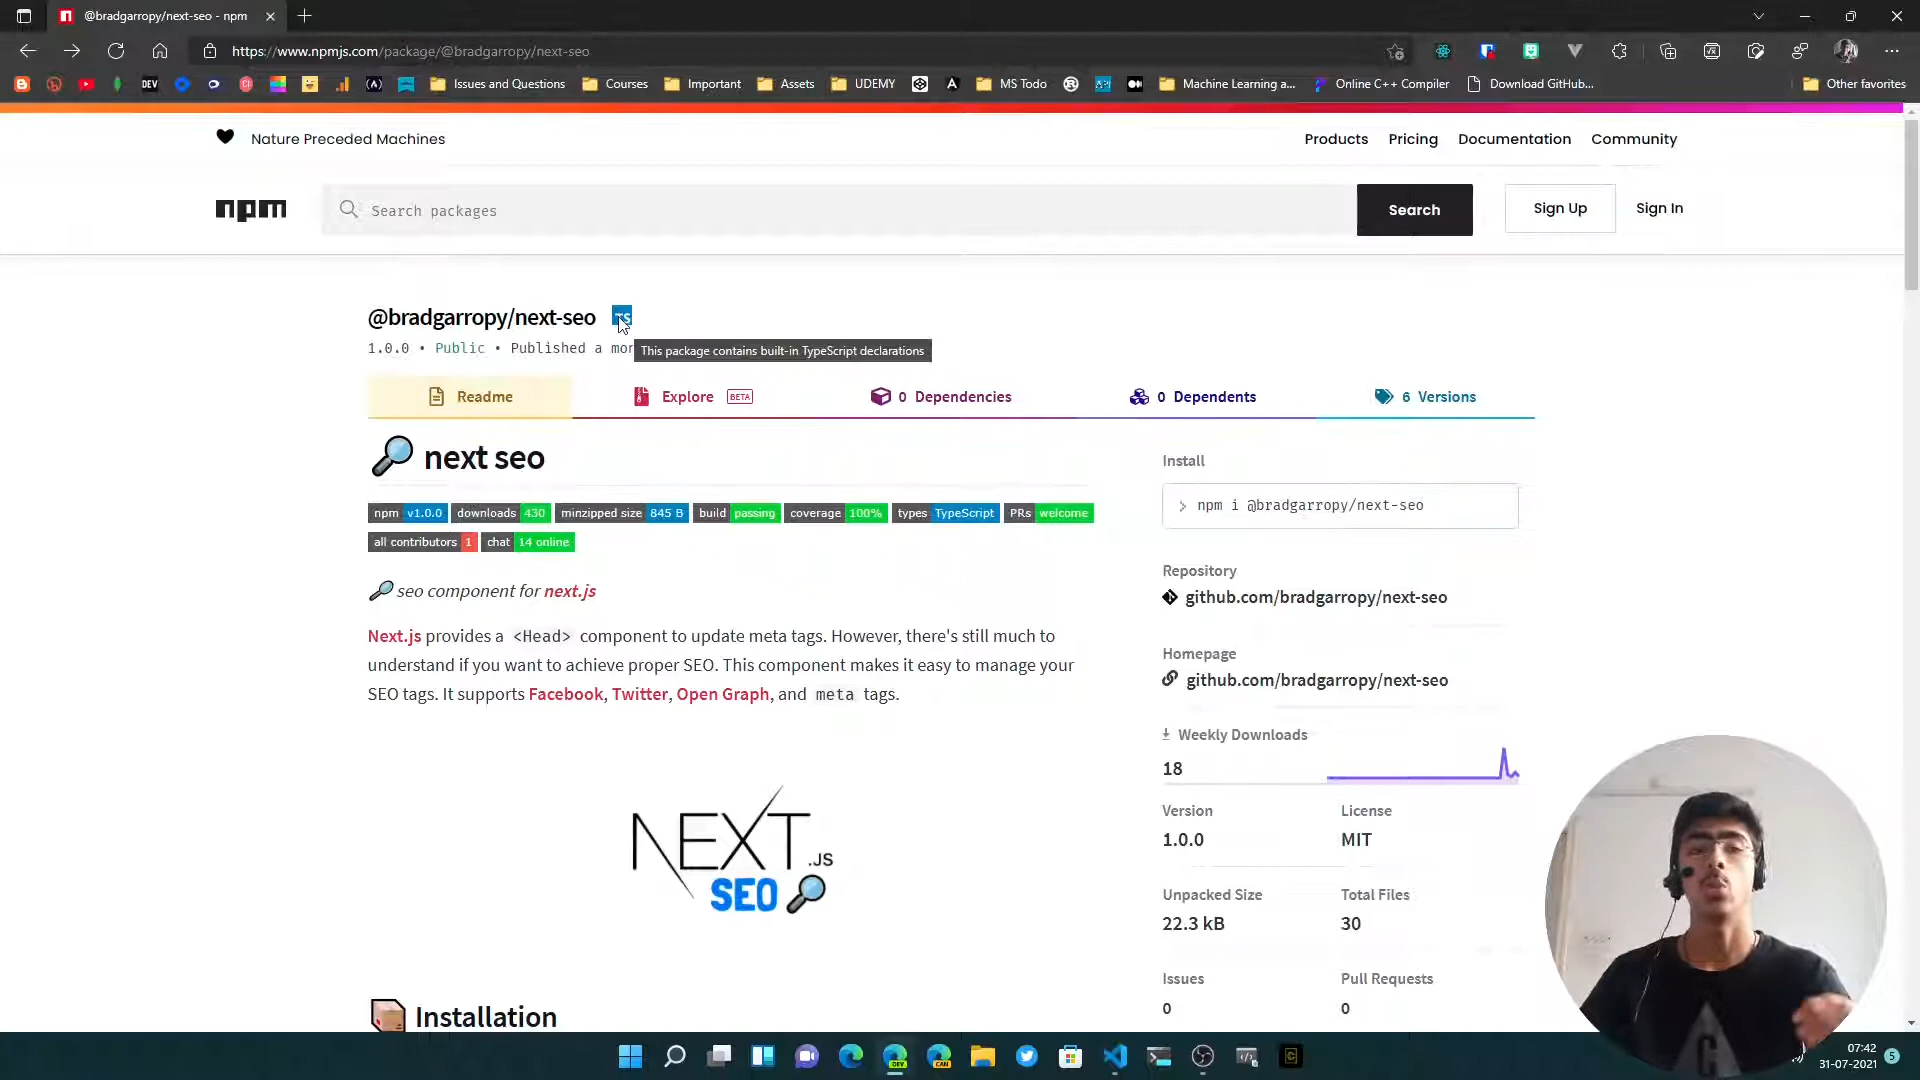 @bradgarropy/next-seo - npm
https://www.npmjs.com/package/@bradgarropy/next-seo
DEV
Issues and Questions
Courses
Important
Assets
UDEMY
MS Todo
Machine Learning a...
Online C++ Compiler
Download GitHub...
Other favorites
Nature Preceded Machines
Products Pricing Documentation Community
npm
Search packages
Search
Sign Up
Sign In
@bradgarropy/next-seo TS
1.0.0 • Public • Published a mon
This package contains built-in TypeScript declarations
Readme
Explore BETA
0 Dependencies
0 Dependents
6 Versions
next seo
npm v1.0.0 downloads 430 minzipped size 845 B build passing coverage 100% types TypeScript PRs welcome
all contributors 1 chat 14 online
seo component for next.js
Next.js provides a <Head> component to update meta tags. However, there's still much to
understand if you want to achieve proper SEO. This component makes it easy to manage your
SEO tags. It supports Facebook, Twitter, Open Graph, and meta tags.
NEXT.JS
SEO
Installation
Install
> npm i @bradgarropy/next-seo
Repository
github.com/bradgarropy/next-seo
Homepage
github.com/bradgarropy/next-seo
Weekly Downloads
18
Version
1.0.0
License
MIT
Unpacked Size
22.3 kB
Total Files
30
Issues
0
Pull Requests
0
DEV
CAN
07:42
31-07-2021
5